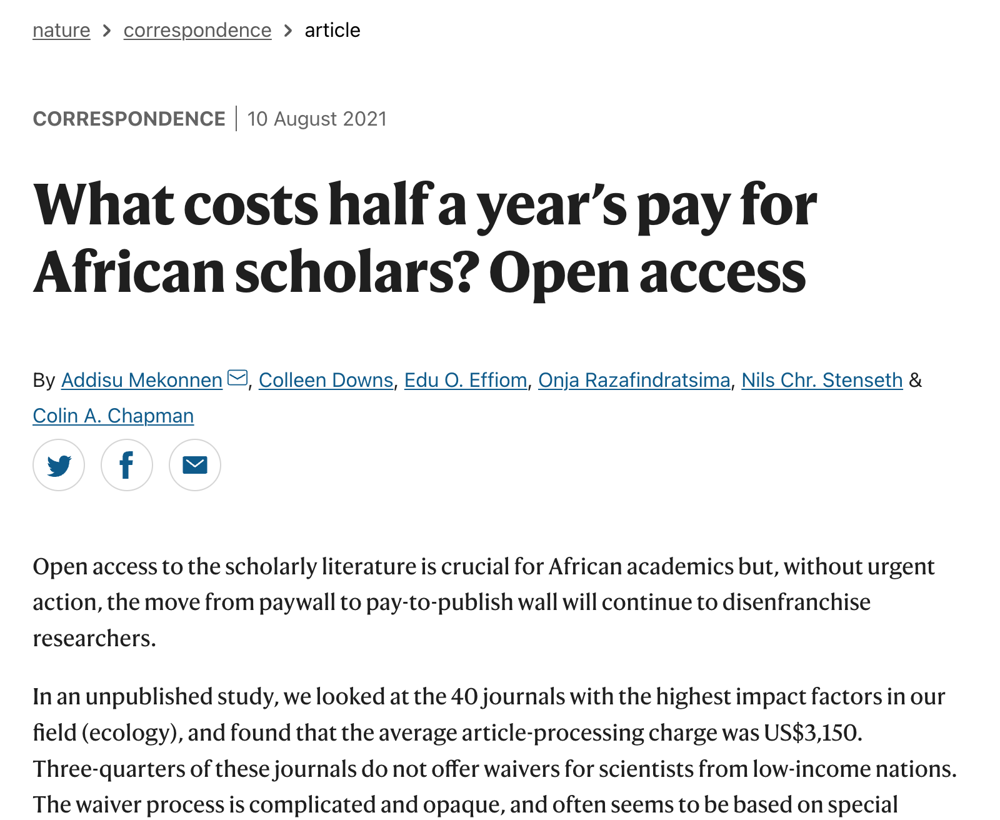 nature > correspondence > article
CORRESPONDENCE | 10 August 2021
What costs half a year’s pay for
African scholars? Open access
By Addisu Mekonnen, Colleen Downs, Edu O. Effiom, Onja Razafindratsima, Nils Chr. Stenseth &
Colin A. Chapman
Open access to the scholarly literature is crucial for African academics but, without urgent
action, the move from paywall to pay-to-publish wall will continue to disenfranchise
researchers.
In an unpublished study, we looked at the 40 journals with the highest impact factors in our
field (ecology), and found that the average article-processing charge was US$3,150.
Three-quarters of these journals do not offer waivers for scientists from low-income nations.
The waiver process is complicated and opaque, and often seems to be based on special